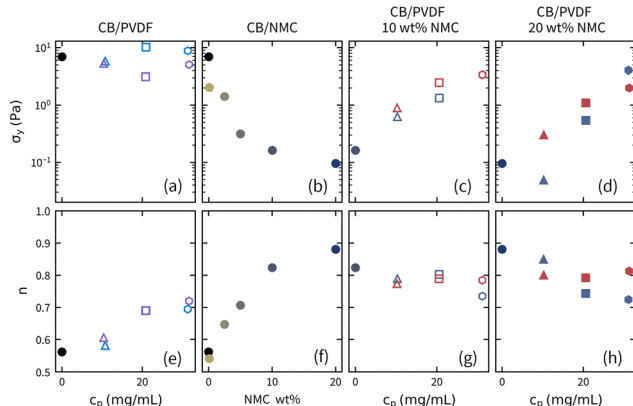 CB/PVDF
CB/NMC
CB/PVDF
10 wt% NMC
CB/PVDF
20 wt% NMC
10¹
10⁰
10⁻¹
σy (Pa)
(a)
(b)
(c)
(d)
1.0
0.9
0.8
0.7
0.6
0.5
n
(e)
(f)
(g)
(h)
0 20
0 10 20
0 20
0 20
cp (mg/mL)
NMC wt%
cp (mg/mL)
cp (mg/mL)